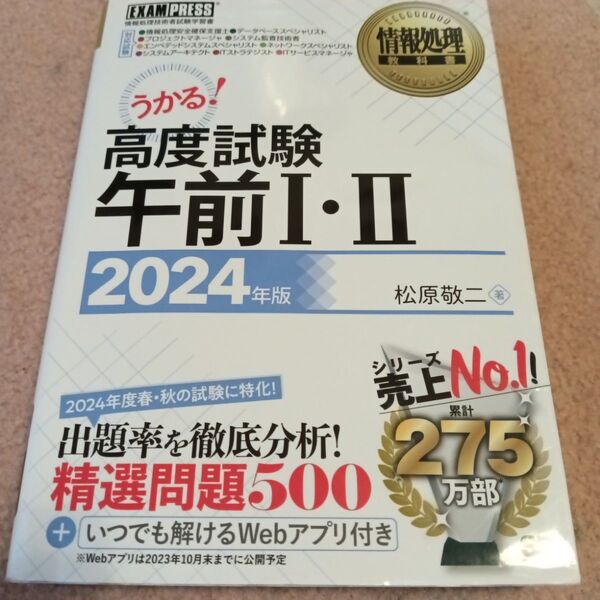 EXAMPRESS
情報処理技術者試験学習書
対応試験
●情報処理安全確保支援士●データベーススペシャリスト
●プロジェクトマネージャ●システム監査技術者
●エンベデッドシステムスペシャリスト●ネットワークスペシャリスト
●システムアーキテクト●ITストラテジスト●ITサービスマネージャ
情報処理
教科書
うかる!
高度試験
午前Ⅰ・Ⅱ
2024年版
松原敬二 著
シリーズ
売上No.1!
累計
275
万部
2024年度春・秋の試験に特化!
出題率を徹底分析!
精選問題500
+いつでも解けるWebアプリ付き
※Webアプリは2023年10月末までに公開予定